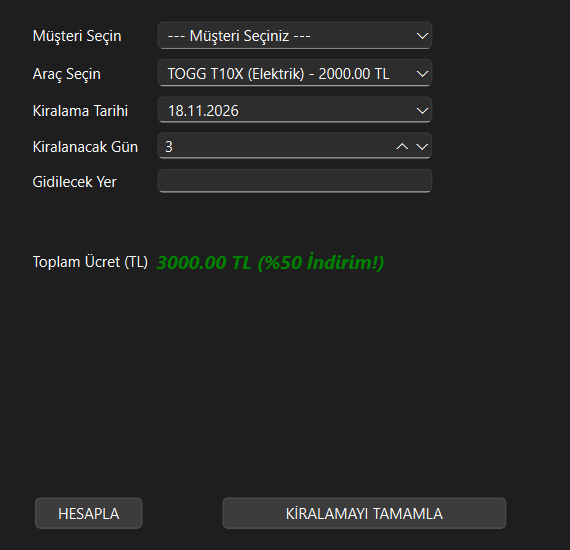 Müşteri Seçin --- Müşteri Seçiniz ---
Araç Seçin TOGG T10X (Elektrik) - 2000.00 TL
Kiralama Tarihi 18.11.2026
Kiralanacak Gün 3
Gidilecek Yer
Toplam Ücret (TL) 3000.00 TL (%50 İndirim!)
HESAPLA KİRALAMAYI TAMAMLA